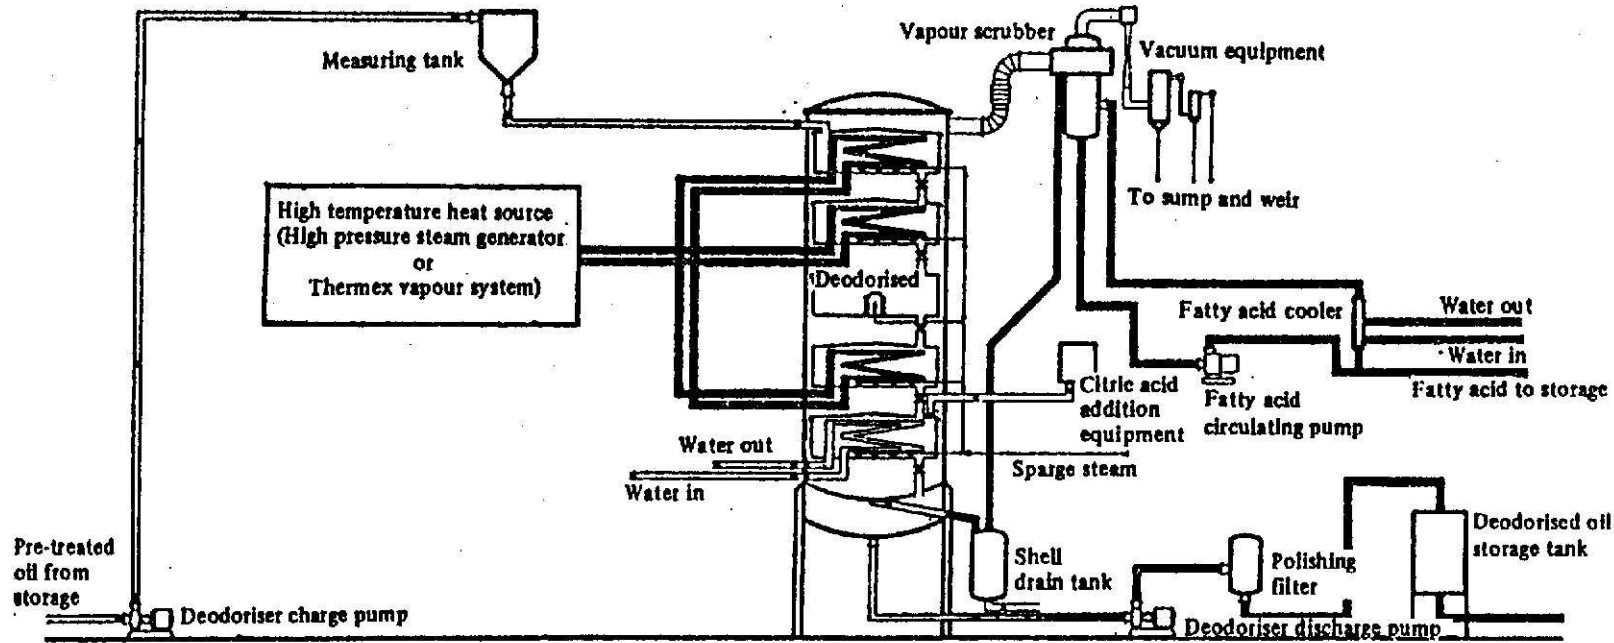 Measuring tank
Vapour scrubber
Vacuum equipment
To sump and weir
High temperature heat source
(High pressure steam generator
or
Thermex vapour system)
Deodorised
Fatty acid cooler
Water out
Water in
Fatty acid to storage
Fatty acid
circulating pump
Citric acid
addition
equipment
Water out
Water in
Sparge steam
Pre-treated
oil from
storage
Deodoriser charge pump
Shell
drain tank
Polishing
filter
Deodorised oil
storage tank
Deodoriser discharge pump